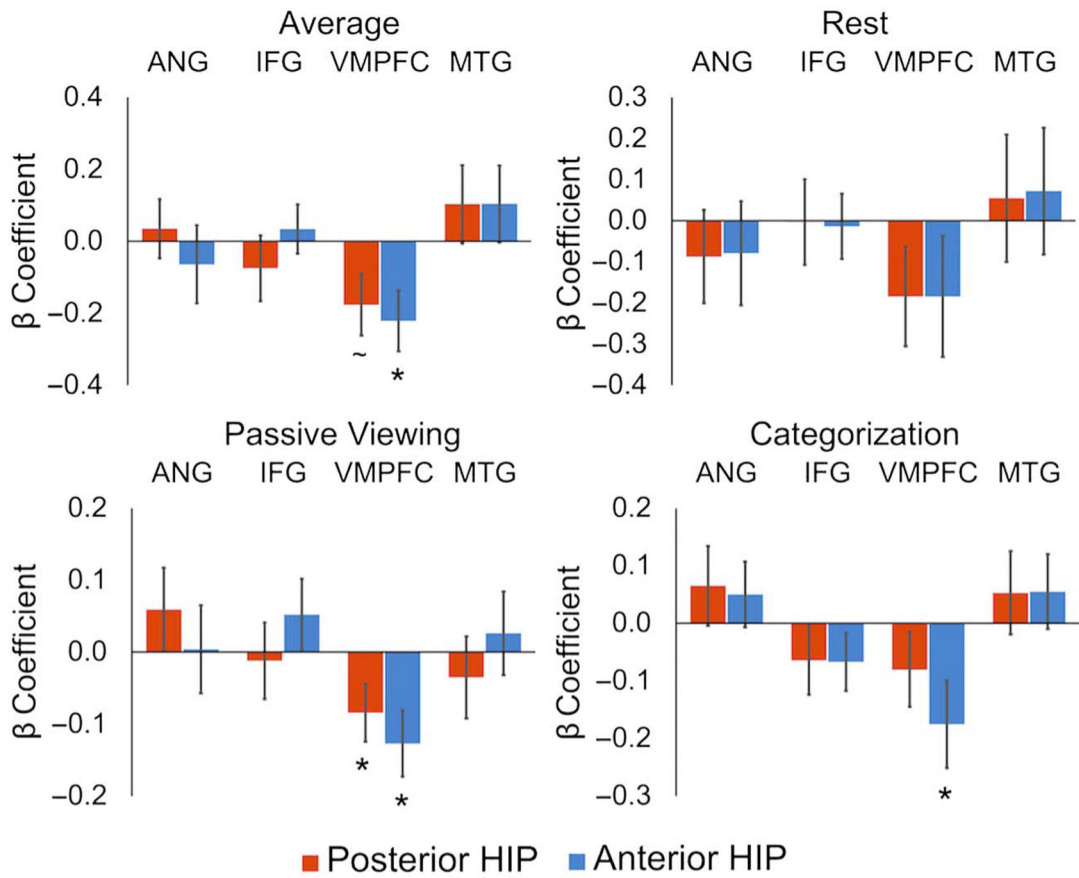 Average
ANG IFG VMPFC MTG
β Coefficient
0.4
0.2
0.0
−0.2
−0.4
~
*
Rest
ANG IFG VMPFC MTG
β Coefficient
0.3
0.2
0.1
0.0
−0.1
−0.2
−0.3
−0.4
Passive Viewing
ANG IFG VMPFC MTG
β Coefficient
0.2
0.1
0.0
−0.1
−0.2
*
*
Categorization
ANG IFG VMPFC MTG
β Coefficient
0.2
0.1
0.0
−0.1
−0.2
−0.3
*
Posterior HIP Anterior HIP